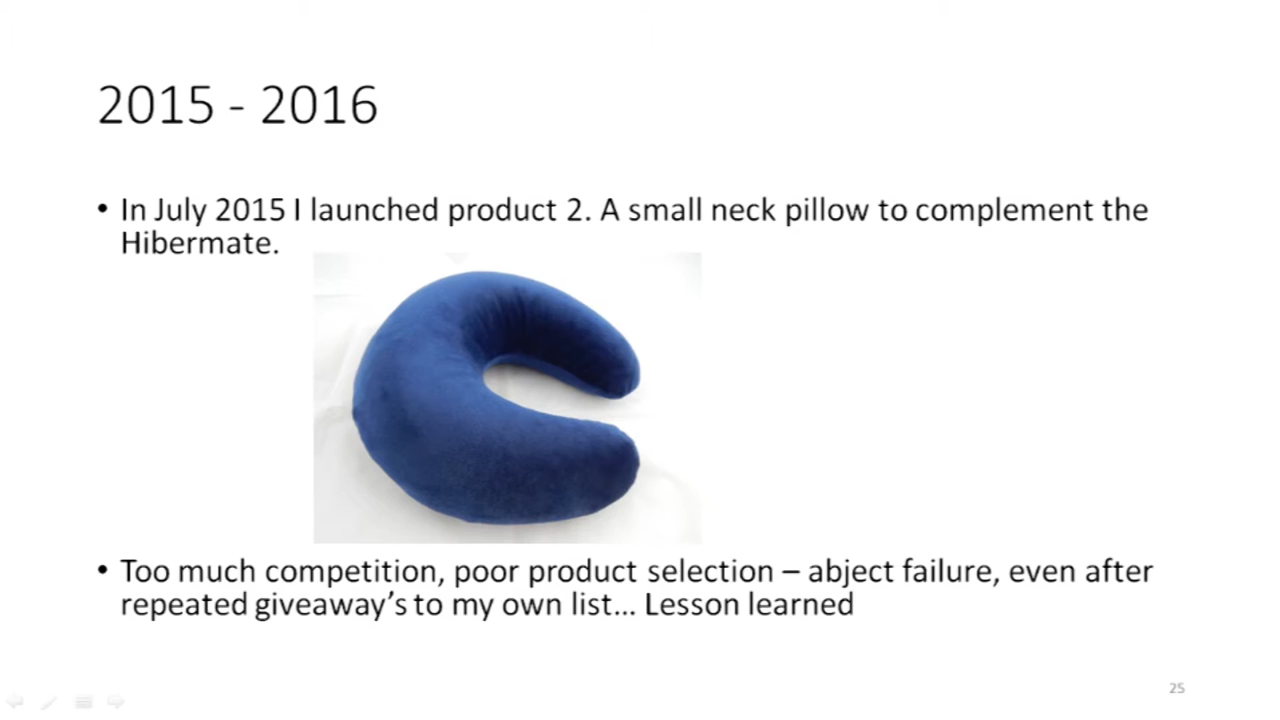 2015 - 2016
• In July 2015 I launched product 2. A small neck pillow to complement the
Hibermate.
• Too much competition, poor product selection – abject failure, even after
repeated giveaway's to my own list... Lesson learned
25